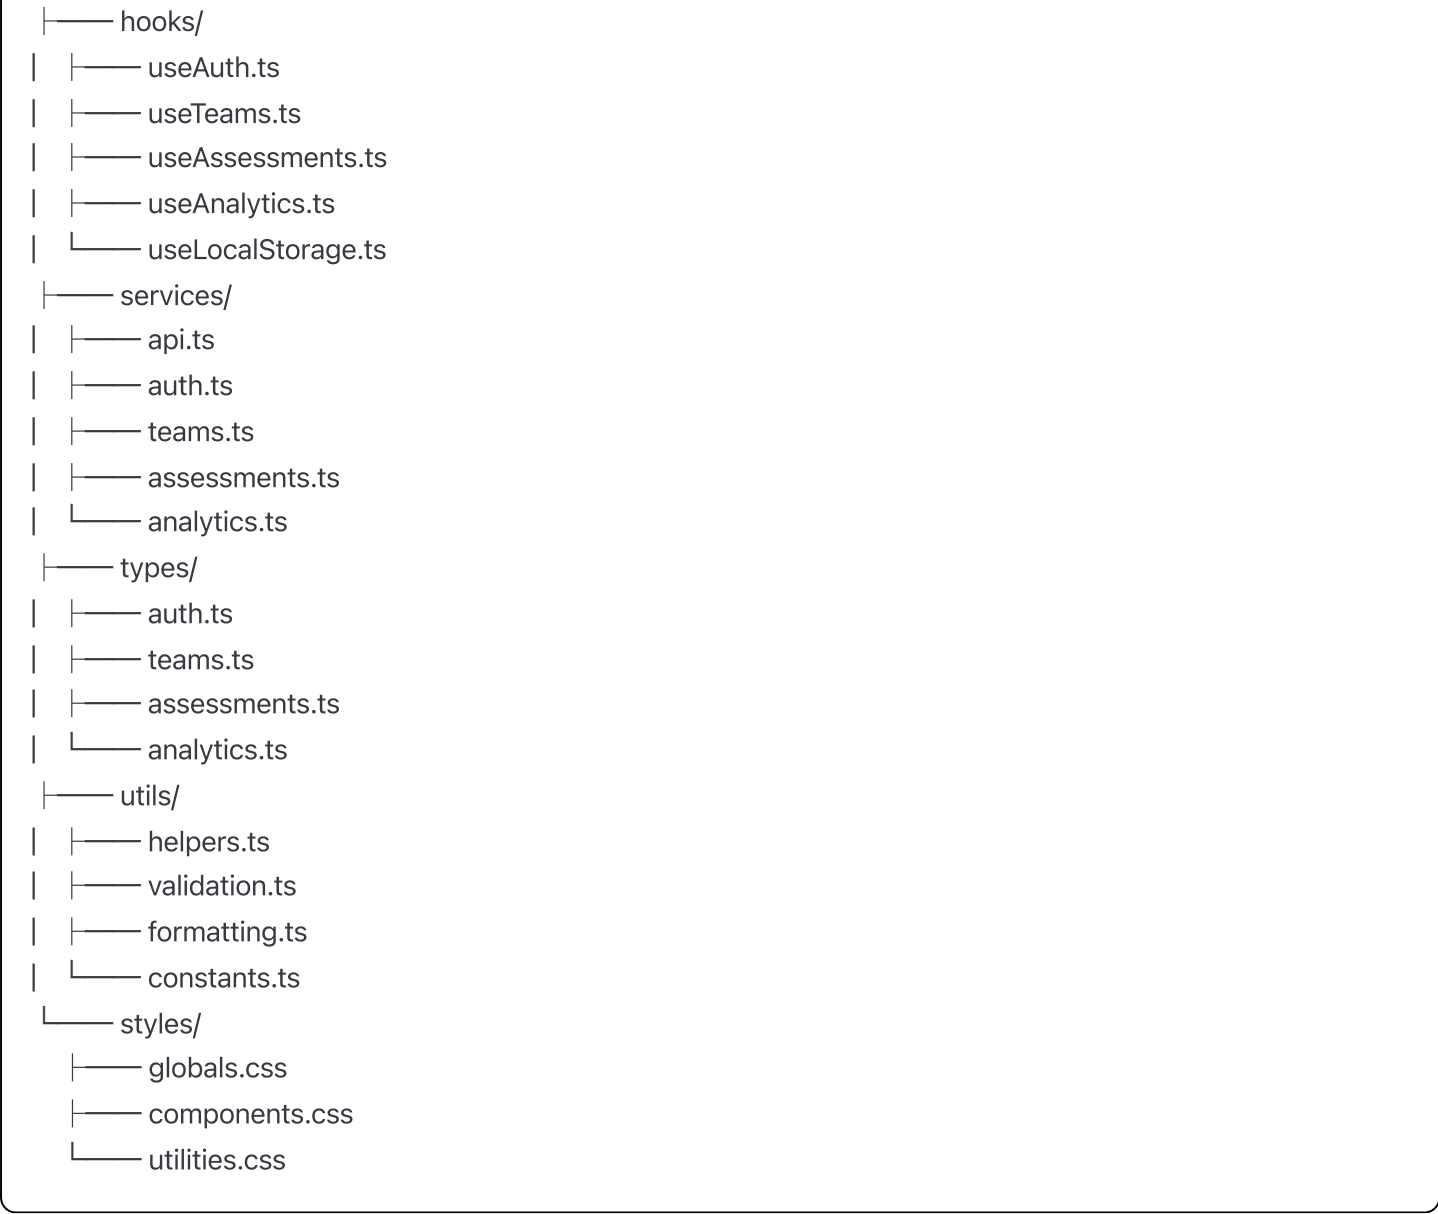 ├── hooks/
│ ├── useAuth.ts
│ ├── useTeams.ts
│ ├── useAssessments.ts
│ ├── useAnalytics.ts
│ └── useLocalStorage.ts
├── services/
│ ├── api.ts
│ ├── auth.ts
│ ├── teams.ts
│ ├── assessments.ts
│ └── analytics.ts
├── types/
│ ├── auth.ts
│ ├── teams.ts
│ ├── assessments.ts
│ └── analytics.ts
├── utils/
│ ├── helpers.ts
│ ├── validation.ts
│ ├── formatting.ts
│ └── constants.ts
└── styles/
├── globals.css
├── components.css
└── utilities.css